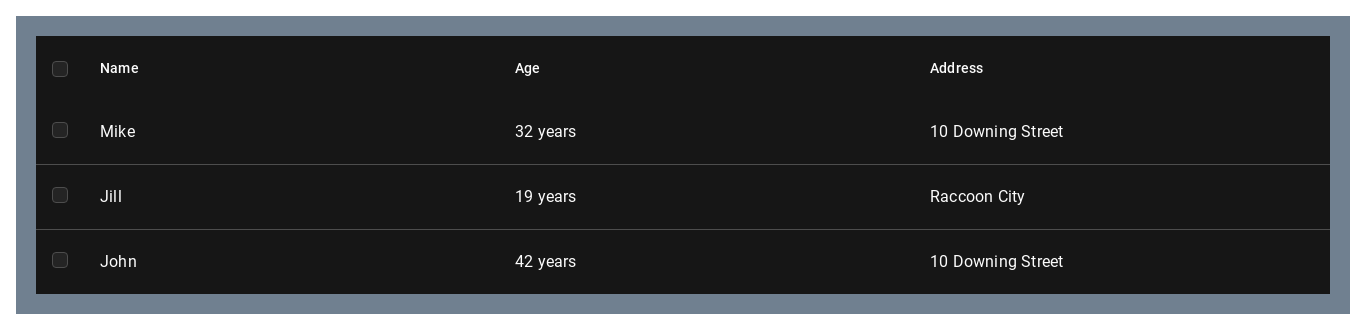 Name Age Address
Mike 32 years 10 Downing Street
Jill 19 years Raccoon City
John 42 years 10 Downing Street